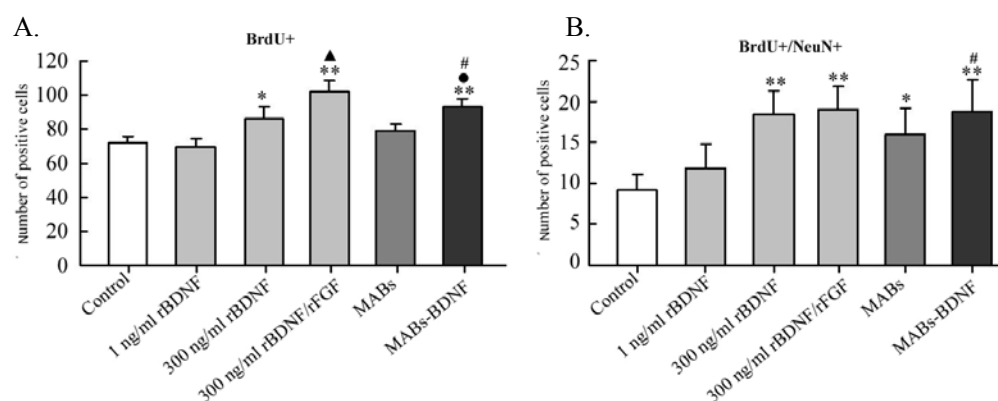 A.
BrdU+
Number of positive cells
120
100
80
60
40
20
0
*
▲
**
#
●
**
Control
1 ng/ml rBDNF
300 ng/ml rBDNF
300 ng/ml rBDNF/rFGF
MABs
MABs-BDNF
B.
BrdU+/NeuN+
Number of positive cells
25
20
15
10
5
0
**
**
*
#
**
Control
1 ng/ml rBDNF
300 ng/ml rBDNF
300 ng/ml rBDNF/rFGF
MABs
MABs-BDNF